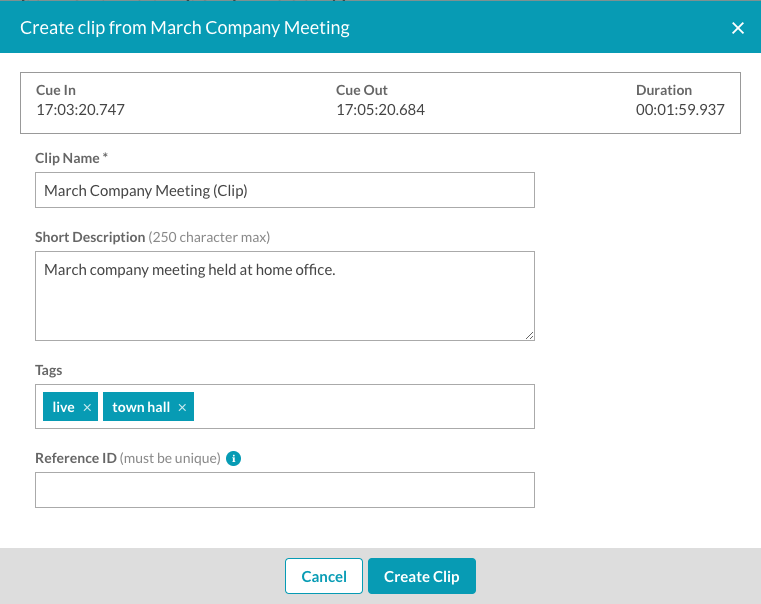 Create clip from March Company Meeting ×
Cue In Cue Out Duration
17:03:20.747 17:05:20.684 00:01:59.937
Clip Name *
March Company Meeting (Clip)
Short Description (250 character max)
March company meeting held at home office.
Tags
live × town hall ×
Reference ID (must be unique) i
Cancel Create Clip